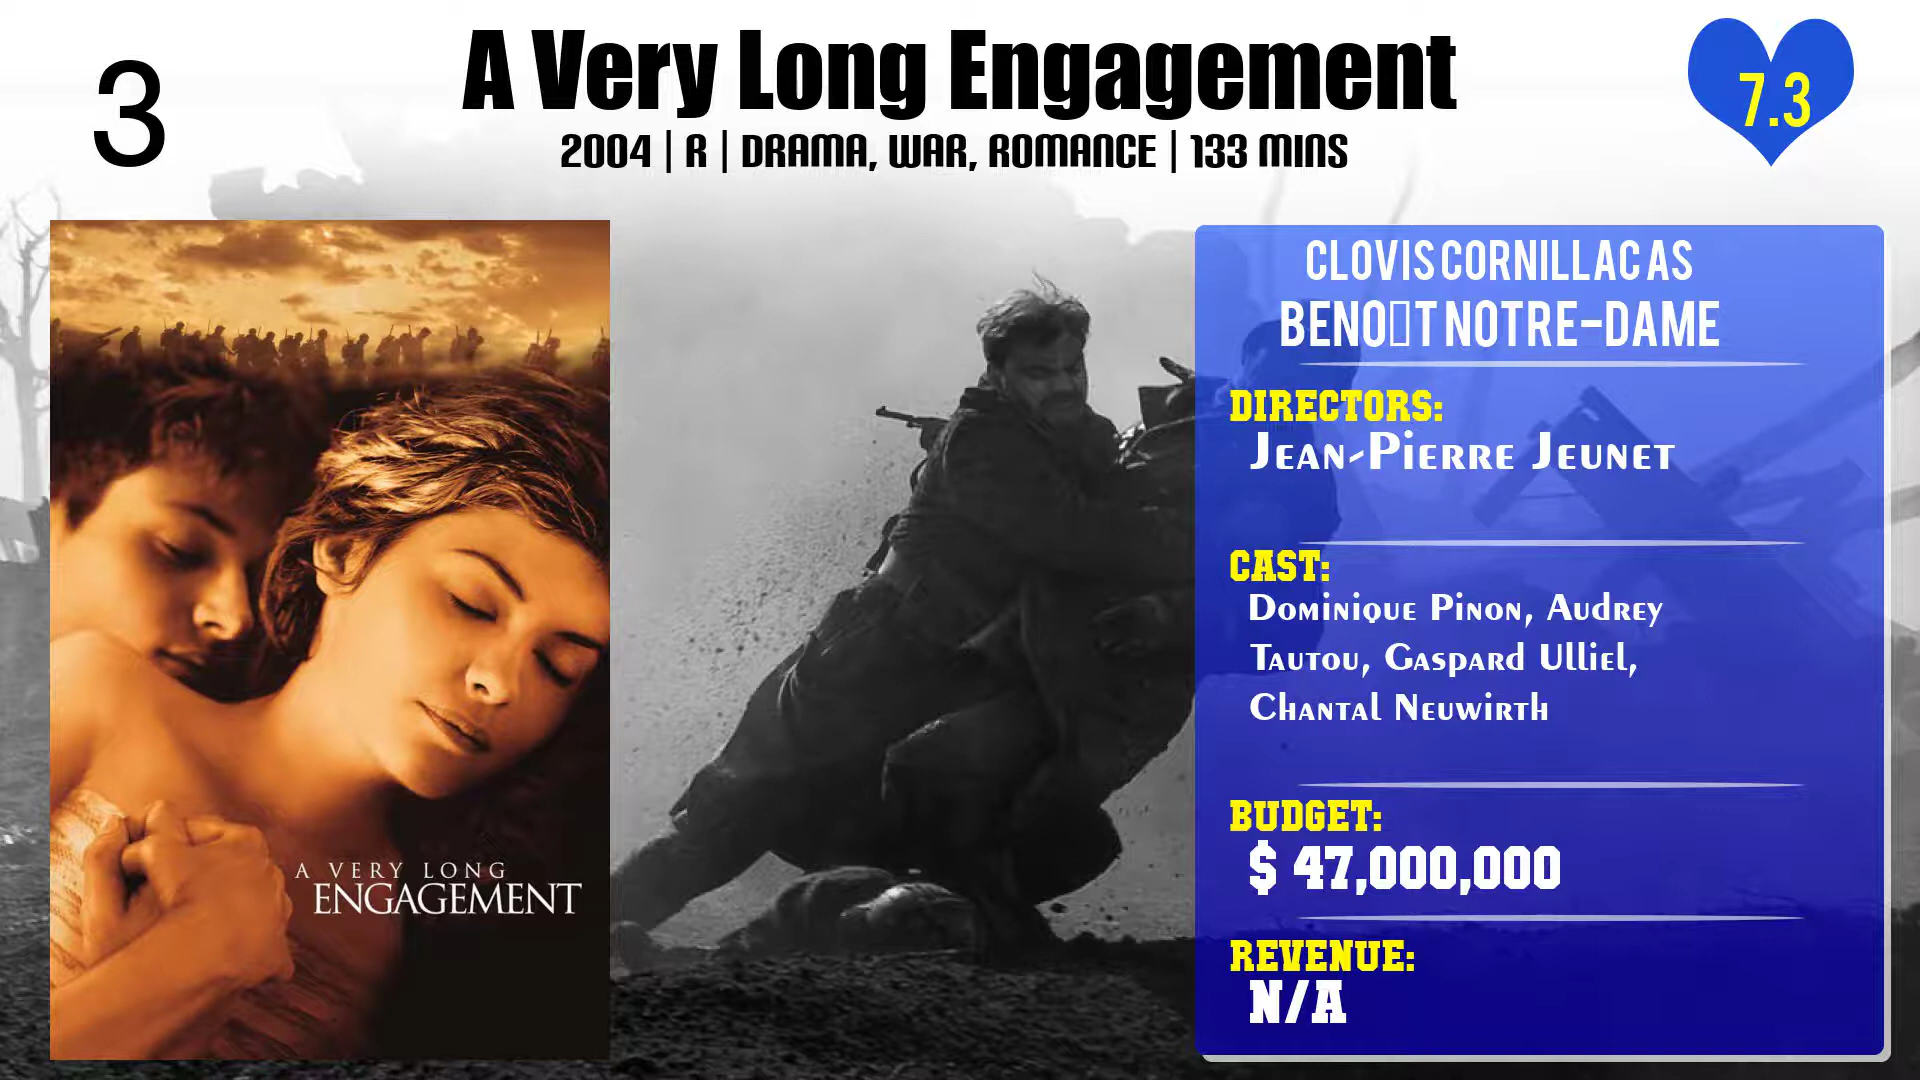 3
A Very Long Engagement
7.3
2004 | R | DRAMA, WAR, ROMANCE | 133 MINS
A VERY LONG
ENGAGEMENT
CLOVIS CORNILLAC AS
BENO▯T NOTRE-DAME
DIRECTORS:
JEAN-PIERRE JEUNET
CAST:
DOMINIQUE PINON, AUDREY
TAUTOU, GASPARD ULLIEL,
CHANTAL NEUWIRTH
BUDGET:
$ 47,000,000
REVENUE:
N/A